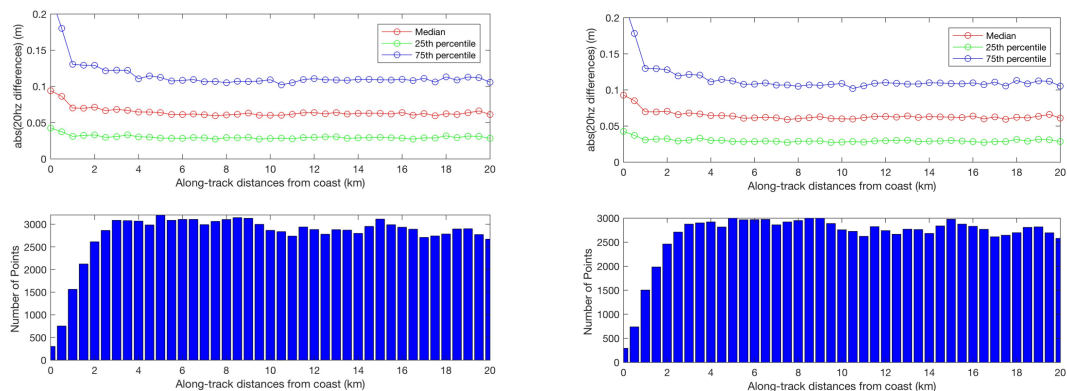 0.2
0.15
0.1
0.05
0
abs(20hz differences) (m)
Median
25th percentile
75th percentile
0 2 4 6 8 10 12 14 16 18 20
Along-track distances from coast (km)
3000
2500
2000
1500
1000
500
0
Number of Points
0 2 4 6 8 10 12 14 16 18 20
Along-track distances from coast (km)
0.2
0.15
0.1
0.05
0
abs(20hz differences) (m)
Median
25th percentile
75th percentile
0 2 4 6 8 10 12 14 16 18 20
Along-track distances from coast (km)
3000
2500
2000
1500
1000
500
0
Number of Points
0 2 4 6 8 10 12 14 16 18 20
Along-track distances from coast (km)